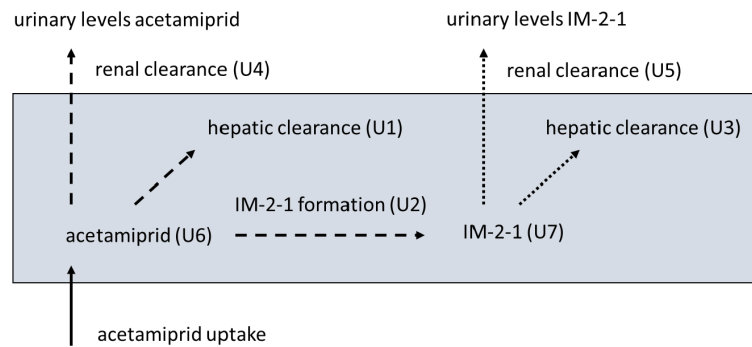 urinary levels acetamiprid
urinary levels IM-2-1
renal clearance (U4)
renal clearance (U5)
hepatic clearance (U1)
hepatic clearance (U3)
IM-2-1 formation (U2)
acetamiprid (U6)
IM-2-1 (U7)
acetamiprid uptake